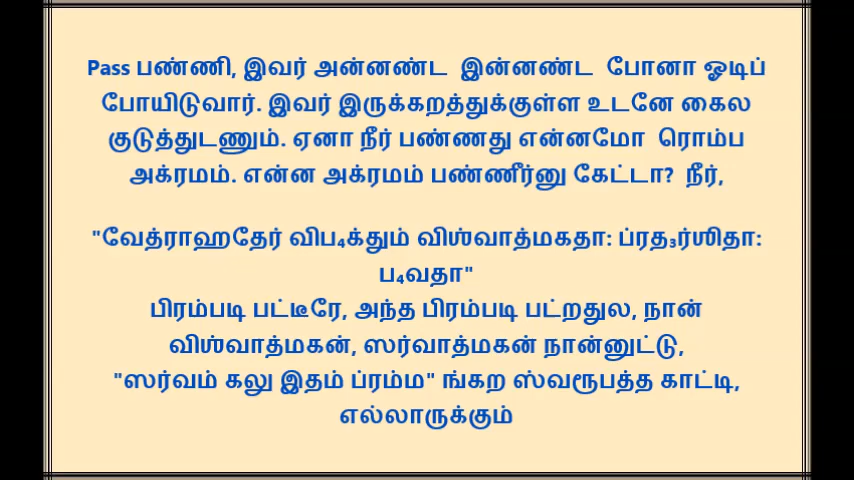 Pass பண்ணி, இவர் அன்னண்ட இன்னண்ட போனா ஓடிப்
போயிடுவார். இவர் இருக்கறத்துக்குள்ள உடனே கைல
குடுத்துடணும். ஏனா நீர் பண்ணது என்னமோ ரொம்ப
அக்ரமம். என்ன அக்ரமம் பண்ணீர்னு கேட்டா? நீர்,
"வேத்ராஹதேர் விப₄க்தும் விஶ்வாத்மகதா: ப்ரத₃ர்ஶிதா:
ப₄வதா"
பிரம்படி பட்டீரே, அந்த பிரம்படி பட்றதுல, நான்
விஶ்வாத்மகன், ஸர்வாத்மகன் நான்னுட்டு,
"ஸர்வம் கலு இதம் ப்ரம்ம" ங்கற ஸ்வரூபத்த காட்டி,
எல்லாருக்கும்